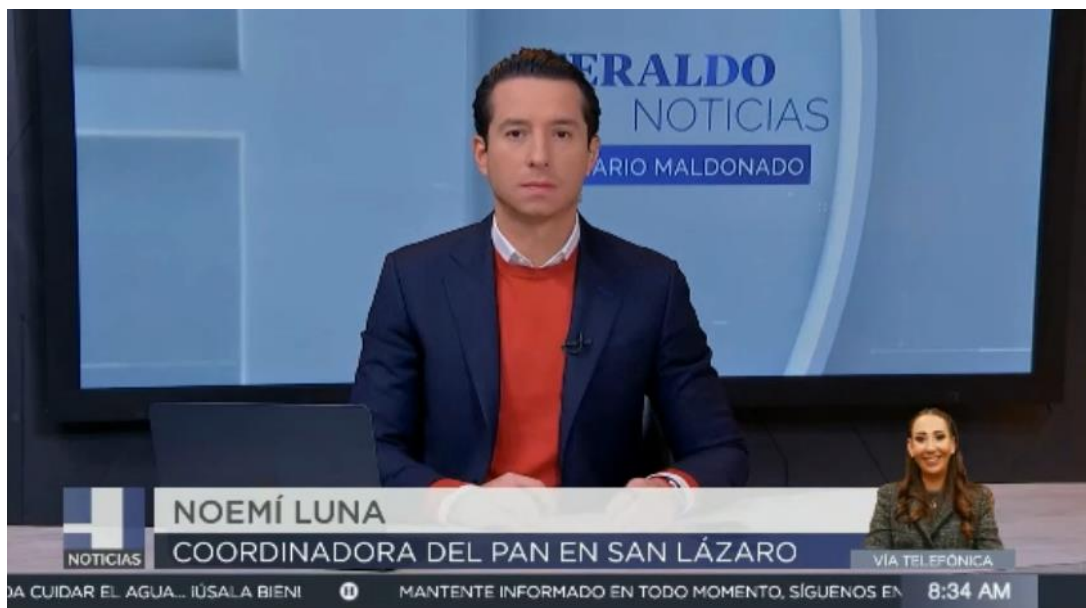 ERALDO
NOTICIAS
ARIO MALDONADO
NOEMÍ LUNA
COORDINADORA DEL PAN EN SAN LÁZARO
NOTICIAS
VÍA TELEFÓNICA
DA CUIDAR EL AGUA... ¡ÚSALA BIEN!
MANTENTE INFORMADO EN TODO MOMENTO, SÍGUENOS EN
8:34 AM